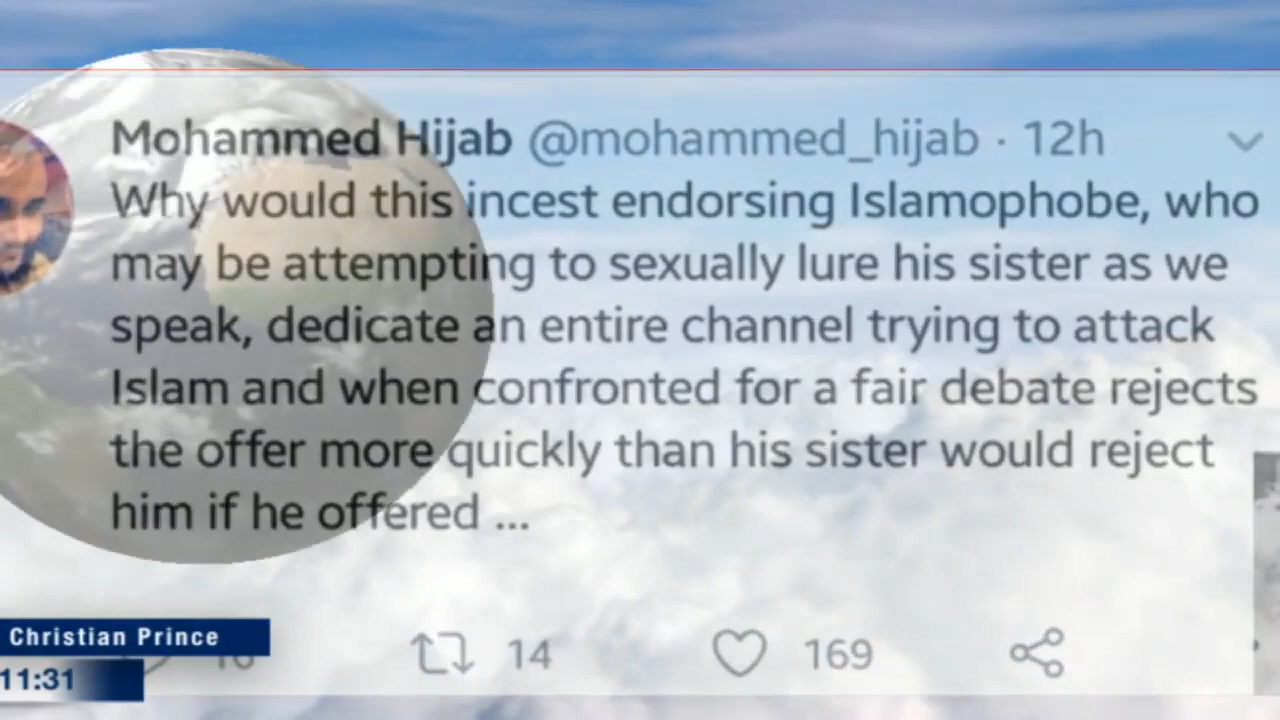 Mohammed Hijab @mohammed_hijab · 12h
Why would this incest endorsing Islamophobe, who
may be attempting to sexually lure his sister as we
speak, dedicate an entire channel trying to attack
Islam and when confronted for a fair debate rejects
the offer more quickly than his sister would reject
him if he offered ...
14 169
Christian Prince
11:31